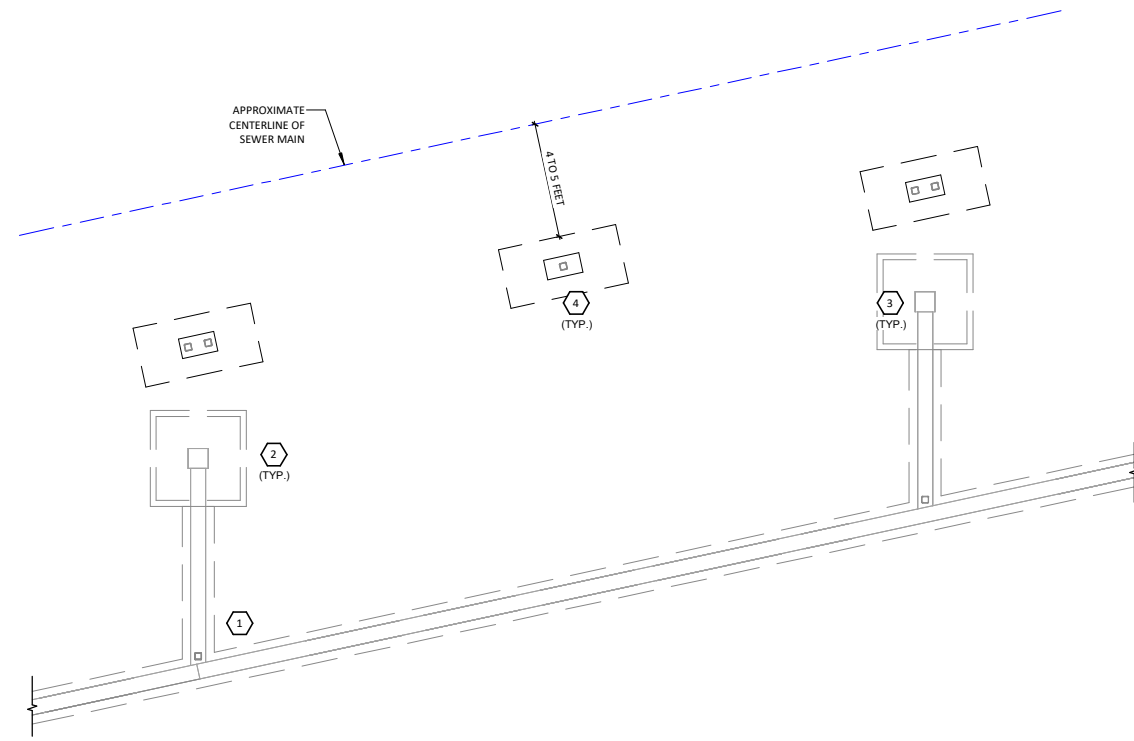 APPROXIMATE
CENTERLINE OF
SEWER MAIN
4 TO 5 FEET
4
(TYP.)
3
(TYP.)
2
(TYP.)
1